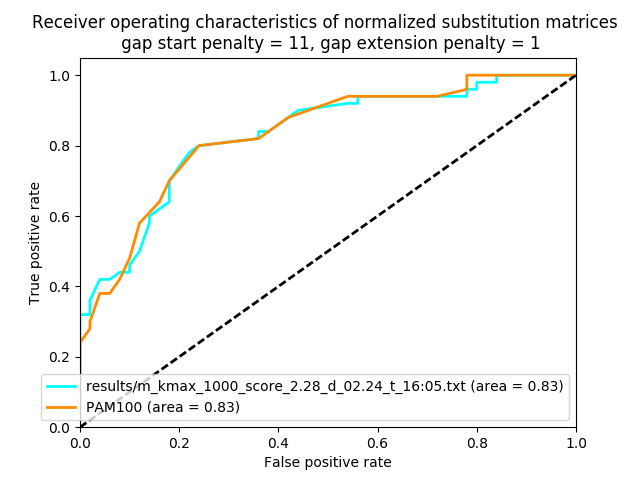 Receiver operating characteristics of normalized substitution matrices
gap start penalty = 11, gap extension penalty = 1
True positive rate
1.0
0.8
0.6
0.4
0.2
0.0
results/m_kmax_1000_score_2.28_d_02.24_t_16:05.txt (area = 0.83)
PAM100 (area = 0.83)
0.0 0.2 0.4 0.6 0.8 1.0
False positive rate